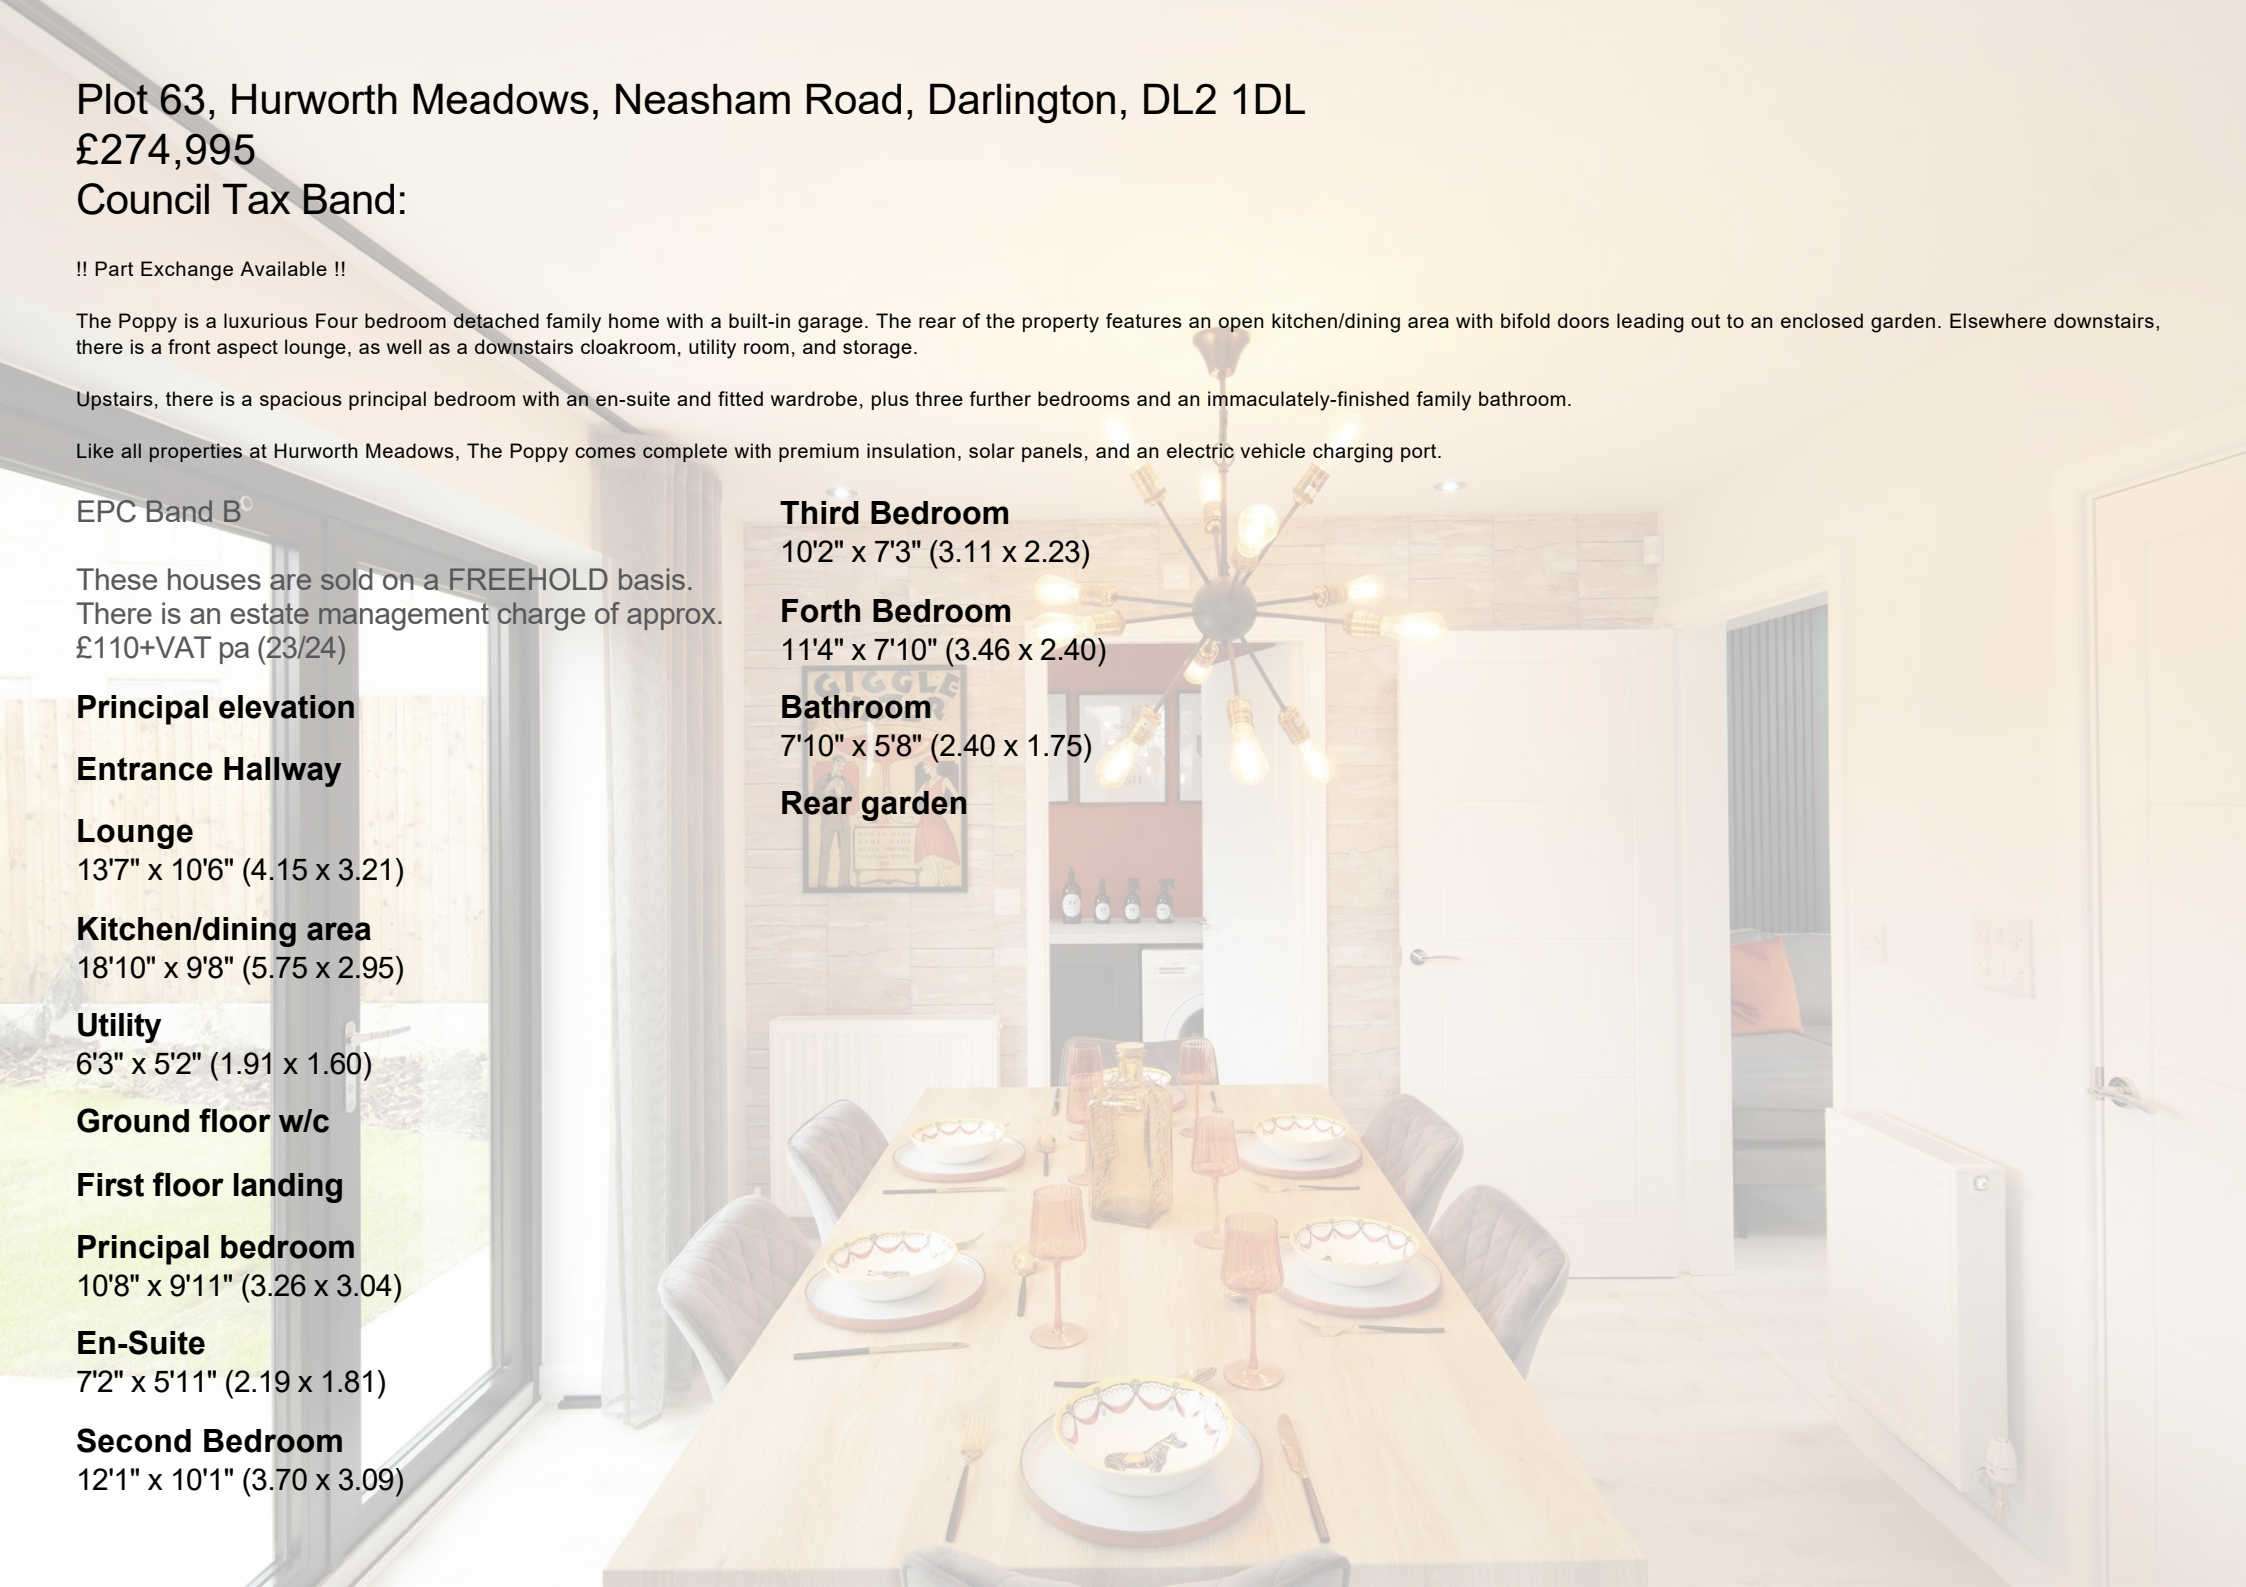 Plot 63, Hurworth Meadows, Neasham Road, Darlington, DL2 1DL
£274,995
Council Tax Band:
!! Part Exchange Available !!
The Poppy is a luxurious Four bedroom detached family home with a built-in garage. The rear of the property features an open kitchen/dining area with bifold doors leading out to an enclosed garden. Elsewhere downstairs,
there is a front aspect lounge, as well as a downstairs cloakroom, utility room, and storage.
Upstairs, there is a spacious principal bedroom with an en-suite and fitted wardrobe, plus three further bedrooms and an immaculately-finished family bathroom.
Like all properties at Hurworth Meadows, The Poppy comes complete with premium insulation, solar panels, and an electric vehicle charging port.
EPC Band B
These houses are sold on a FREEHOLD basis.
There is an estate management charge of approx.
£110+VAT pa (23/24)
Principal elevation
Entrance Hallway
Lounge
13'7" x 10'6" (4.15 x 3.21)
Kitchen/dining area
18'10" x 9'8" (5.75 x 2.95)
Utility
6'3" x 5'2" (1.91 x 1.60)
Ground floor w/c
First floor landing
Principal bedroom
10'8" x 9'11" (3.26 x 3.04)
En-Suite
7'2" x 5'11" (2.19 x 1.81)
Second Bedroom
12'1" x 10'1" (3.70 x 3.09)
Third Bedroom
10'2" x 7'3" (3.11 x 2.23)
Forth Bedroom
11'4" x 7'10" (3.46 x 2.40)
Bathroom
7'10" x 5'8" (2.40 x 1.75)
Rear garden
GIGGLE